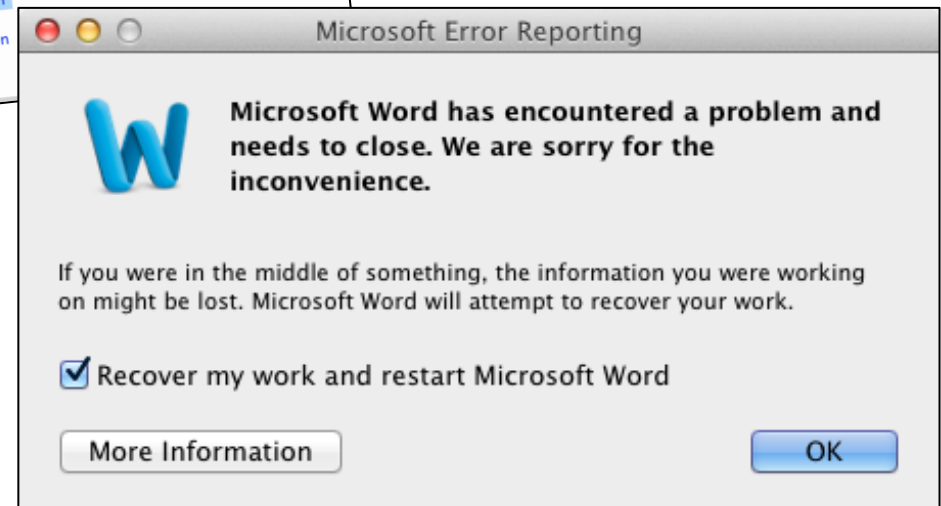 Microsoft Error Reporting
Microsoft Word has encountered a problem and
needs to close. We are sorry for the
inconvenience.
If you were in the middle of something, the information you were working
on might be lost. Microsoft Word will attempt to recover your work.
Recover my work and restart Microsoft Word
More Information
OK